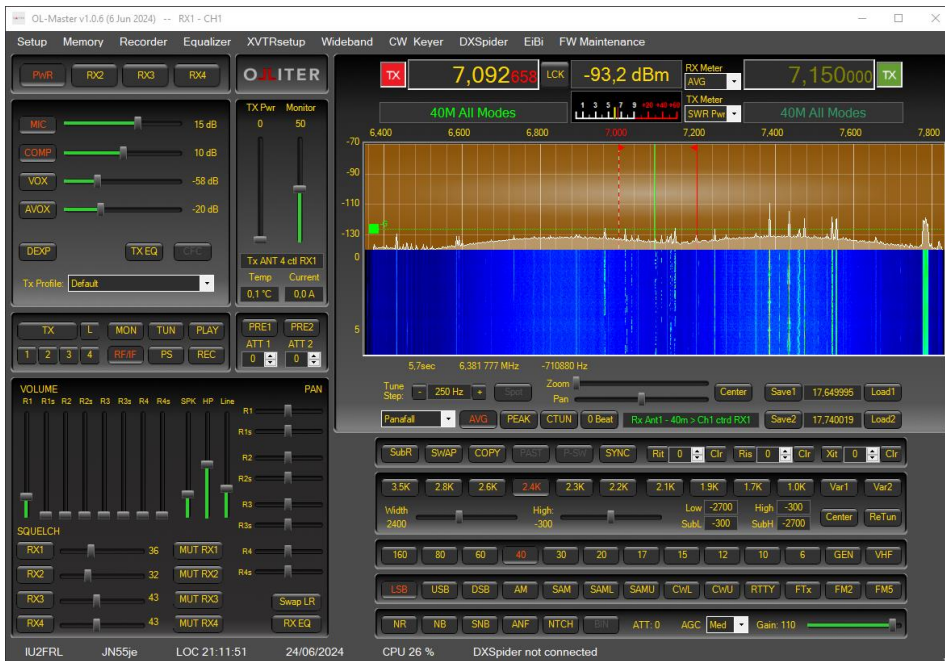 OL-Master v1.0.6 (6 Jun 2024) -- RX1 - CH1
Setup Memory Recorder Equalizer XVTRsetup Wideband CW Keyer DXSpider EiBi FW Maintenance
PWR RX2 RX3 RX4
OLLITER
TX 7,092658 LCK -93,2 dBm
RX Meter
AVG
7,150000 TX
TX Meter
SWR Pwr
1 3 5 7 9 +20 +40 +60
40M All Modes
40M All Modes
MIC 15 dB
COMP 10 dB
VOX -58 dB
AVOX -20 dB
DEXP TX EQ CFC
Tx Profile: Default
TX Pwr Monitor
0 50
Tx ANT 4 ctl RX1
Temp Current
0,1 °C 0,0 A
6,400 6,600 6,800 7,000 7,200 7,400 7,600 7,800
-70
-90
-110
-130
-6
0
5
5,7sec 6,381 777 MHz -710880 Hz
TX L MON TUN PLAY
1 2 3 4 RF/IF PS REC
PRE1 PRE2
ATT 1 ATT 2
0 0
Tune Step: - 250 Hz + Spot
Zoom
Pan
Center Save1 17,649995 Load1
Panafall AVG PEAK CTUN 0 Beat Rx Ant1 - 40m > Ch1 ctrd RX1 Save2 17,740019 Load2
VOLUME PAN
R1 R1s R2 R2s R3 R3s R4 R4s SPK HP Line
R1
R1s
R2
R2s
R3
R3s
R4
R4s
SQUELCH
RX1 36 MUT RX1
RX2 32 MUT RX2
RX3 43 MUT RX3 Swap LR
RX4 43 MUT RX4 RX EQ
SubR SWAP COPY PAST P-SW SYNC Rit 0 Clr Ris 0 Clr Xit 0 Clr
3.5K 2.8K 2.6K 2.4K 2.3K 2.2K 2.1K 1.9K 1.7K 1.0K Var1 Var2
Width
2400
High:
-300
Low -2700 High -300
SubL -300 SubH -2700
Center ReTun
160 80 60 40 30 20 17 15 12 10 6 GEN VHF
LSB USB DSB AM SAM SAML SAMU CWL CWU RTTY FTx FM2 FM5
NR NB SNB ANF NTCH BIN ATT: 0 AGC Med Gain: 110
IU2FRL JN55je LOC 21:11:51 24/06/2024 CPU 26 % DXSpider not connected